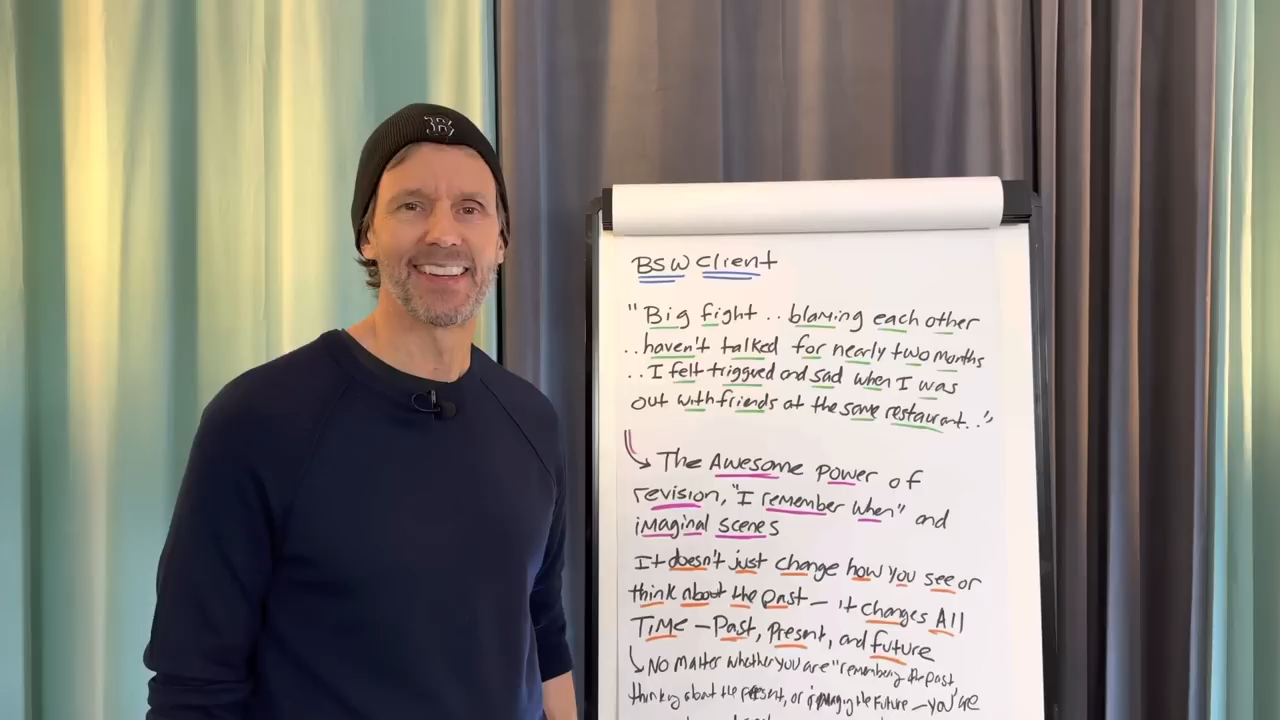 B
BSW Client
"Big fight .. blaming each other
.. haven't talked for nearly two months
.. I felt triggved and sad when I was
out with friends at the same restaurant.."
The Awesome power of
revision, "I remember when" and
imaginal scenes
It doesn't just change how you see or
think about the past – it changes All
TIME – Past, Present, and future
No matter whether you are "remembering the past
thinking about the present, or imagining the future – you're